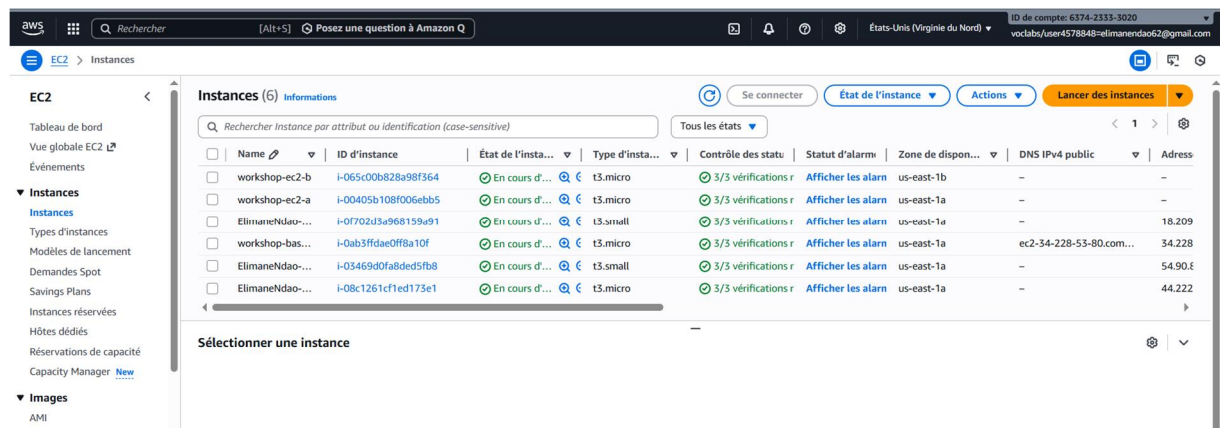 aws Rechercher [Alt+S] Posez une question à Amazon Q États-Unis (Virginie du Nord) ID de compte: 6374-2333-3020
voclabs/user4578848=elimanendao62@gmail.com
EC2 > Instances
EC2
Tableau de bord
Vue globale EC2
Événements
Instances
Instances
Types d'instances
Modèles de lancement
Demandes Spot
Savings Plans
Instances réservées
Hôtes dédiés
Réservations de capacité
Capacity Manager New
Images
AMI
Instances (6) Informations Se connecter État de l'instance Actions Lancer des instances
Rechercher Instance par attribut ou identification (case-sensitive) Tous les états 1
Name ID d'instance État de l'insta... Type d'insta... Contrôle des statu Statut d'alarme Zone de dispon... DNS IPv4 public Adress
workshop-ec2-b i-065c00b828a98f364 En cours d'... t3.micro 3/3 vérifications r Afficher les alarn us-east-1b – –
workshop-ec2-a i-00405b108f006ebb5 En cours d'... t3.micro 3/3 vérifications r Afficher les alarn us-east-1a – –
ElimaneNdao-... i-0f702d3a968159a91 En cours d'... t3.small 3/3 vérifications r Afficher les alarn us-east-1a – 18.209
workshop-bas... i-0ab3ffdae0ff8a10f En cours d'... t3.micro 3/3 vérifications r Afficher les alarn us-east-1a ec2-34-228-53-80.com... 34.228
ElimaneNdao-... i-03469d0fa8ded5fb8 En cours d'... t3.small 3/3 vérifications r Afficher les alarn us-east-1a – 54.90.8
ElimaneNdao-... i-08c1261cf1ed173e1 En cours d'... t3.micro 3/3 vérifications r Afficher les alarn us-east-1a – 44.222
Sélectionner une instance